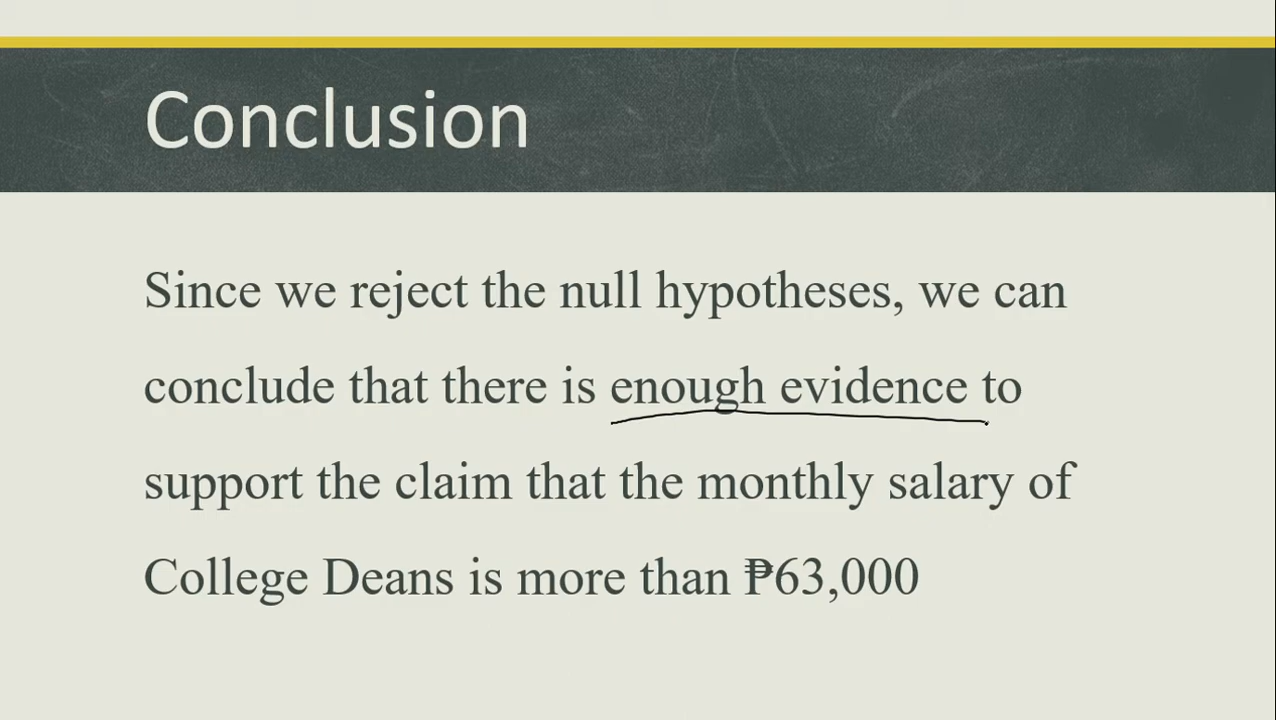 Conclusion
Since we reject the null hypotheses, we can
conclude that there is enough evidence to
support the claim that the monthly salary of
College Deans is more than ₱63,000